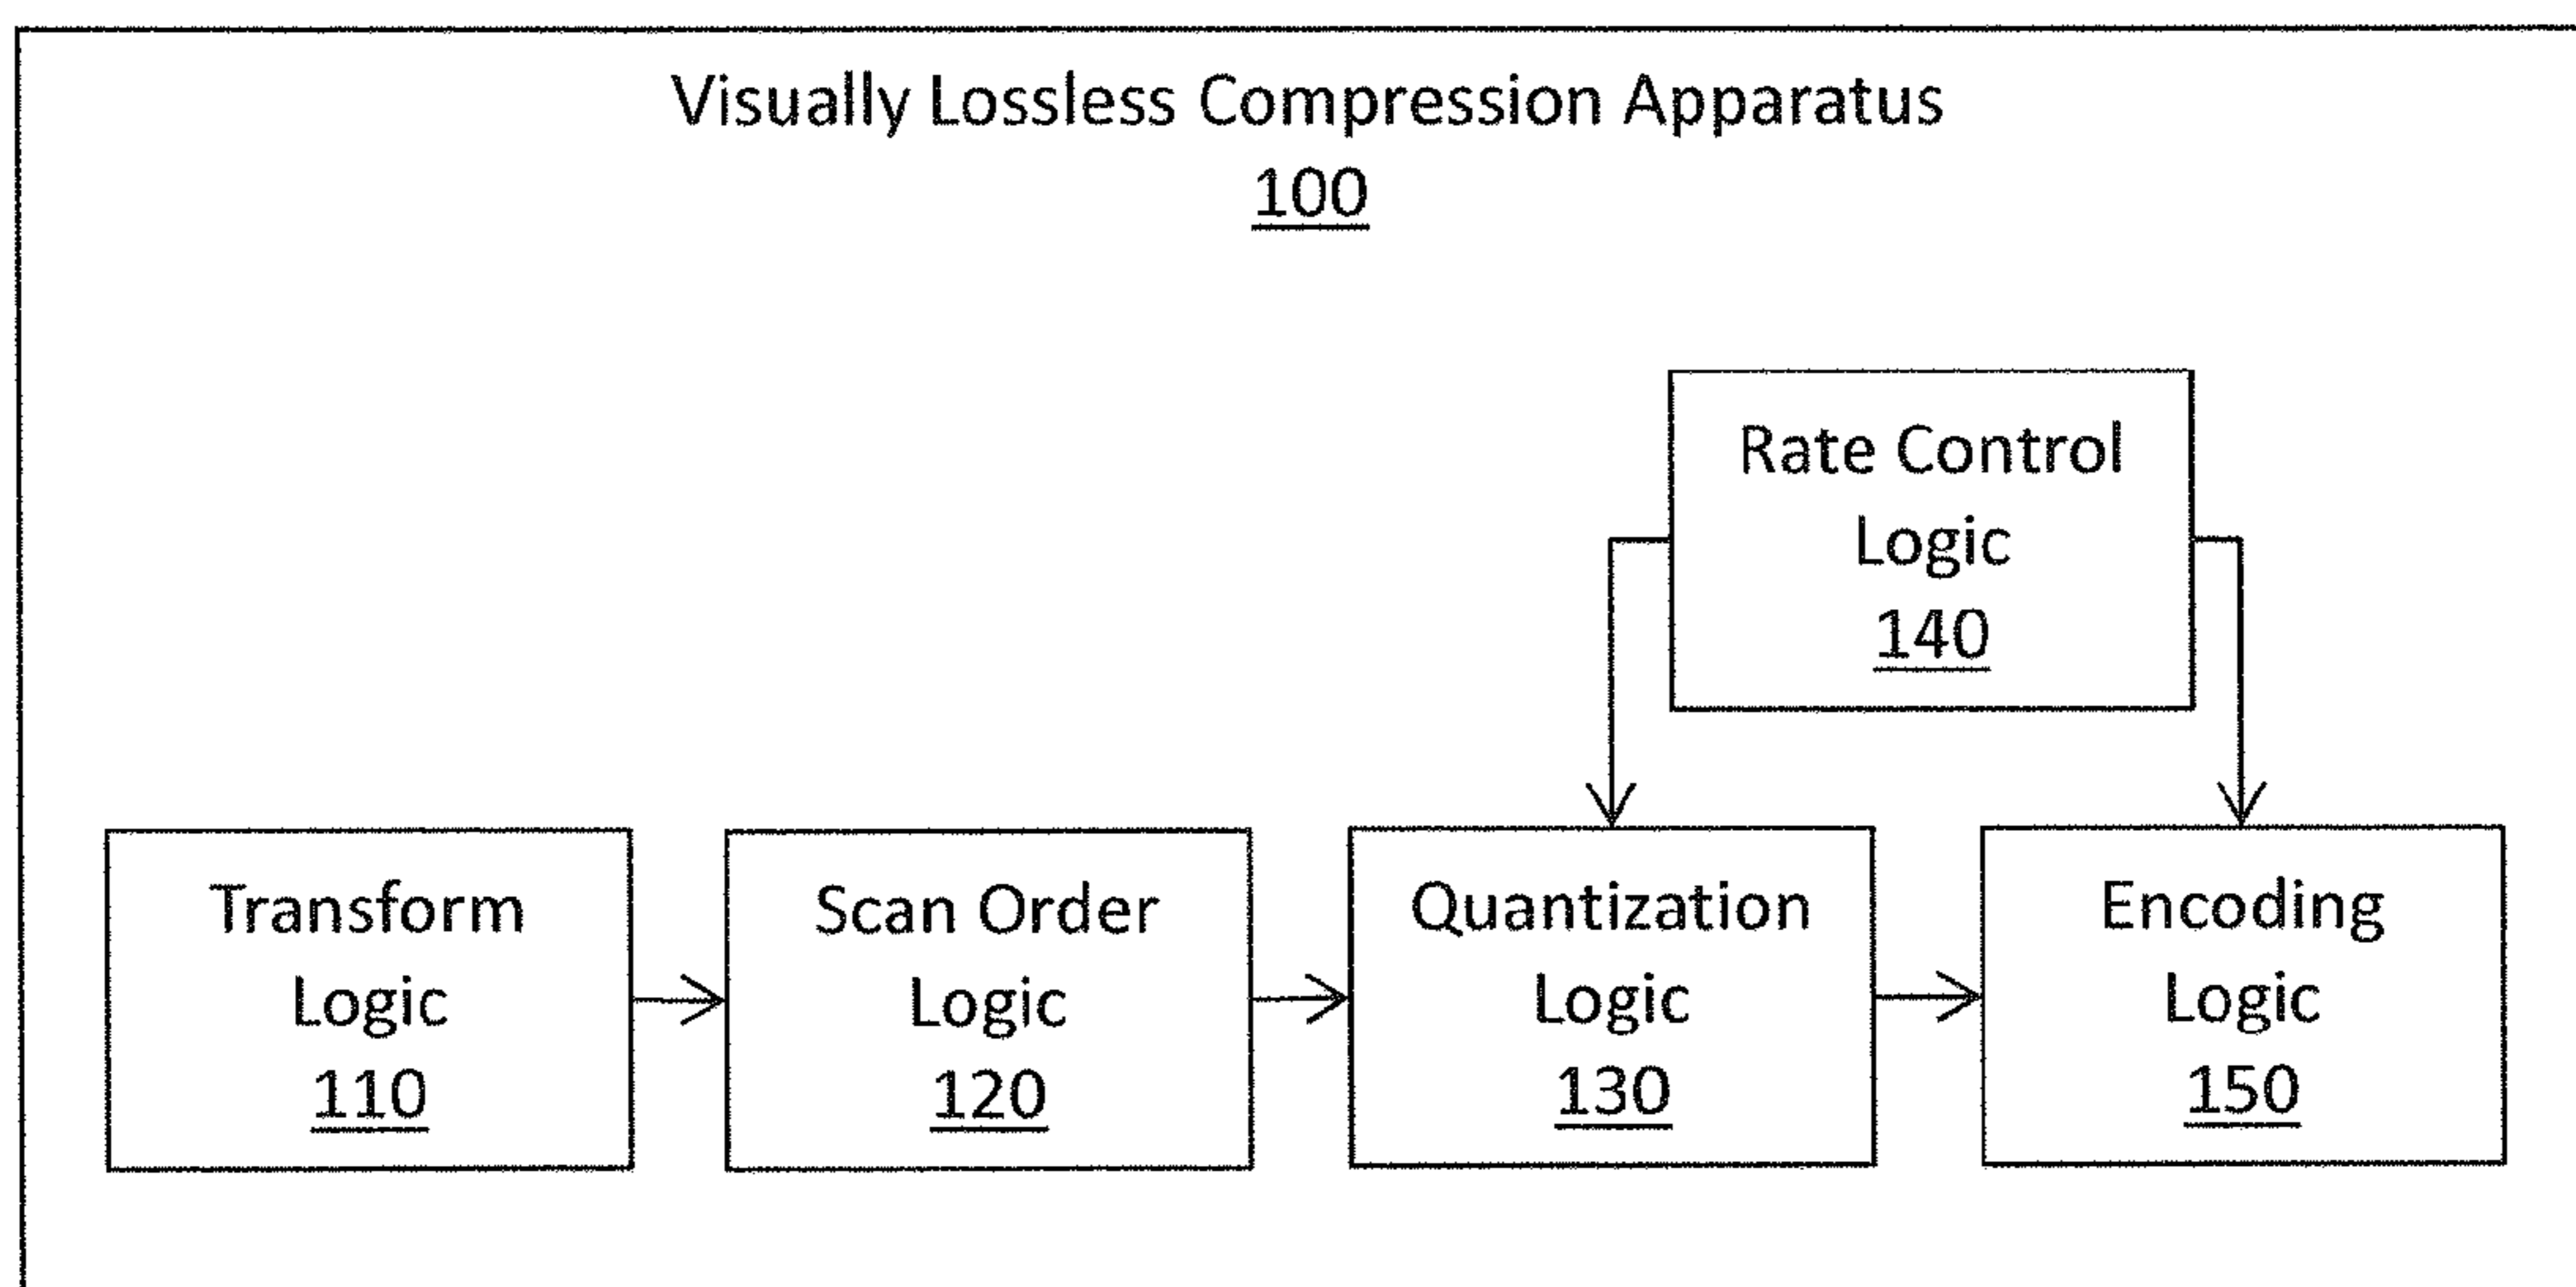 Visually Lossless Compression Apparatus
100
Rate Control
Logic
140
Transform
Logic
110
Scan Order
Logic
120
Quantization
Logic
130
Encoding
Logic
150